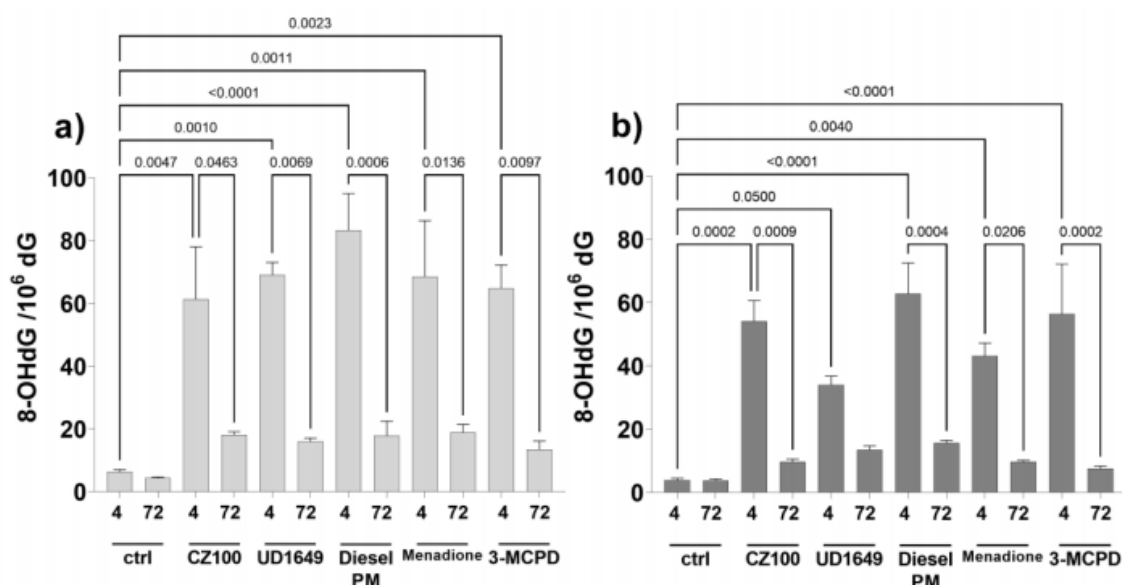 0.0023
0.0011
<0.0001
0.0010
0.0047 0.0463 0.0069 0.0006 0.0136 0.0097
a)
8-OHdG /10⁶ dG
100
80
60
40
20
0
4 72 4 72 4 72 4 72 4 72 4 72
ctrl CZ100 UD1649 Diesel PM Menadione 3-MCPD
<0.0001
0.0040
<0.0001
0.0500
0.0002 0.0009 0.0004 0.0206 0.0002
b)
8-OHdG /10⁶ dG
100
80
60
40
20
0
4 72 4 72 4 72 4 72 4 72 4 72
ctrl CZ100 UD1649 Diesel PM Menadione 3-MCPD